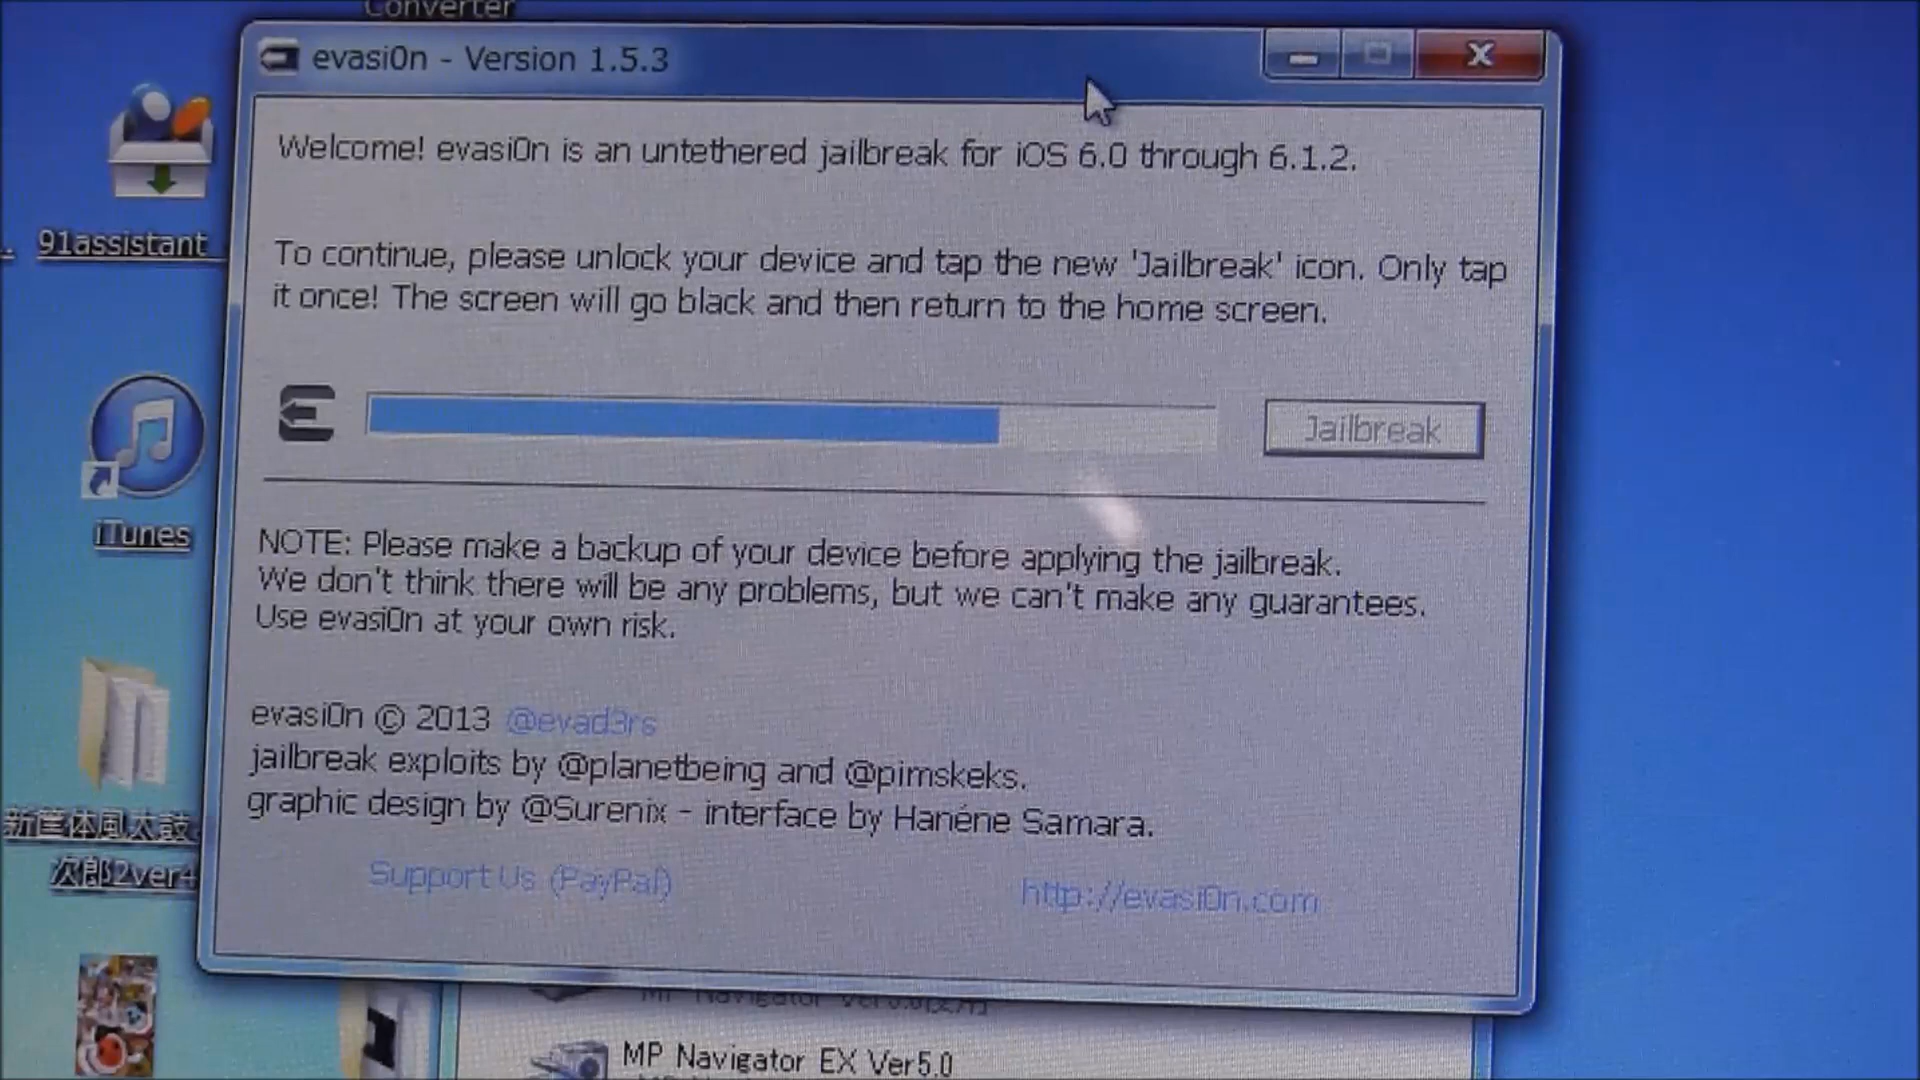 Converter
evasi0n - Version 1.5.3
Welcome! evasi0n is an untethered jailbreak for iOS 6.0 through 6.1.2.
91assistant
To continue, please unlock your device and tap the new 'Jailbreak' icon. Only tap
it once! The screen will go black and then return to the home screen.
Jailbreak
iTunes
NOTE: Please make a backup of your device before applying the jailbreak.
We don't think there will be any problems, but we can't make any guarantees.
Use evasi0n at your own risk.
evasi0n © 2013 @evad3rs
jailbreak exploits by @planetbeing and @pimskeks.
graphic design by @Surenix - interface by Hanéne Samara.
新筐体風太鼓
次郎2ver4
Support Us (PayPal)
http://evasi0n.com
MP Navigator EX Ver5.0